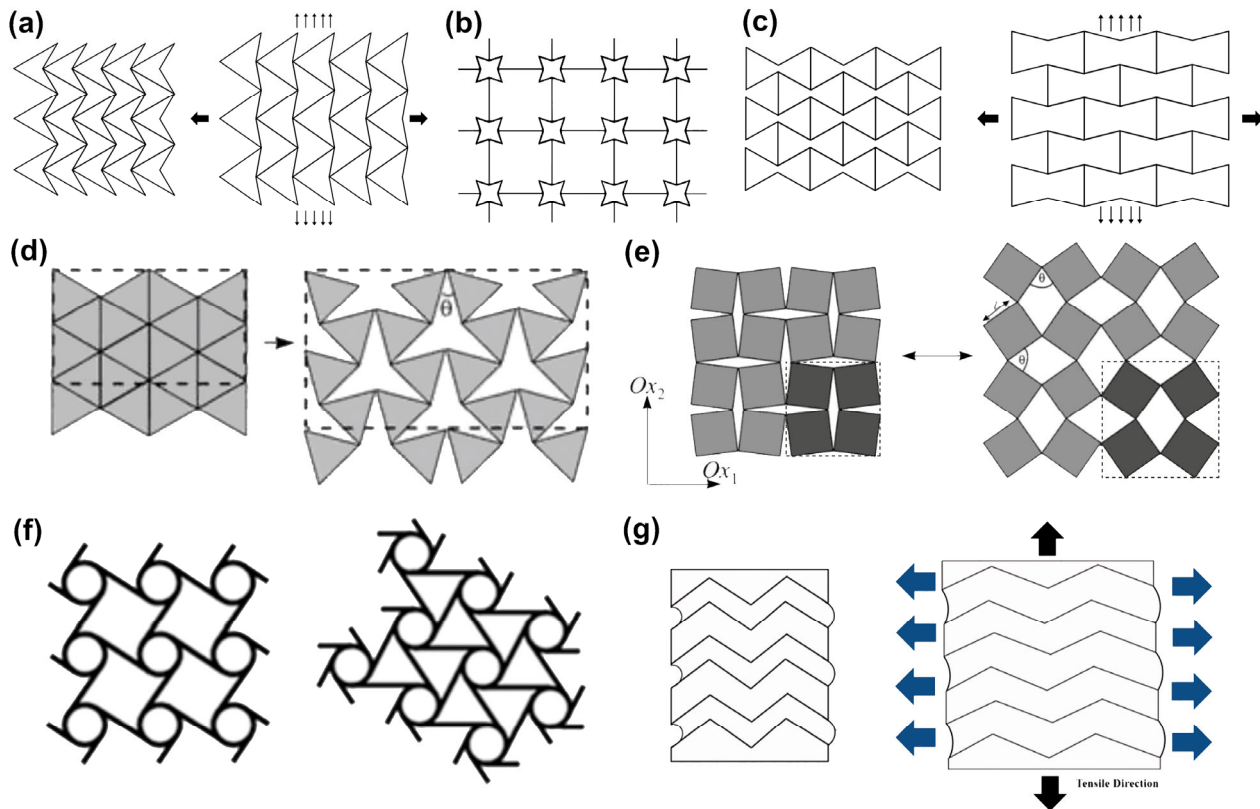 (a)
(b)
(c)
(d)
θ
(e)
Ox₂
Ox₁
θ
θ
(f)
(g)
Tensile Direction